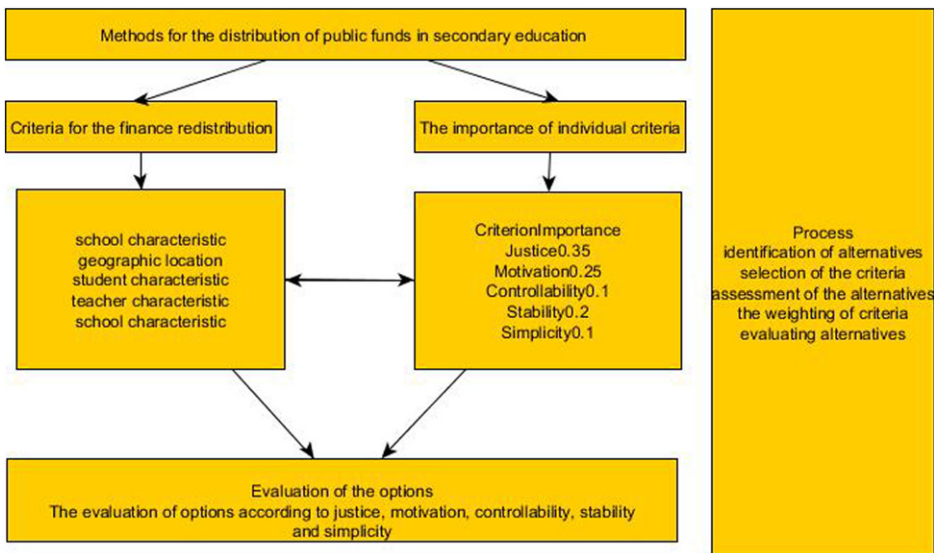 Methods for the distribution of public funds in secondary education
Criteria for the finance redistribution
The importance of individual criteria
school characteristic
geographic location
student characteristic
teacher characteristic
school characteristic
CriterionImportance
Justice0.35
Motivation0.25
Controllability0.1
Stability0.2
Simplicity0.1
Evaluation of the options
The evaluation of options according to justice, motivation, controllability, stability
and simplicity
Process
identification of alternatives
selection of the criteria
assessment of the alternatives
the weighting of criteria
evaluating alternatives